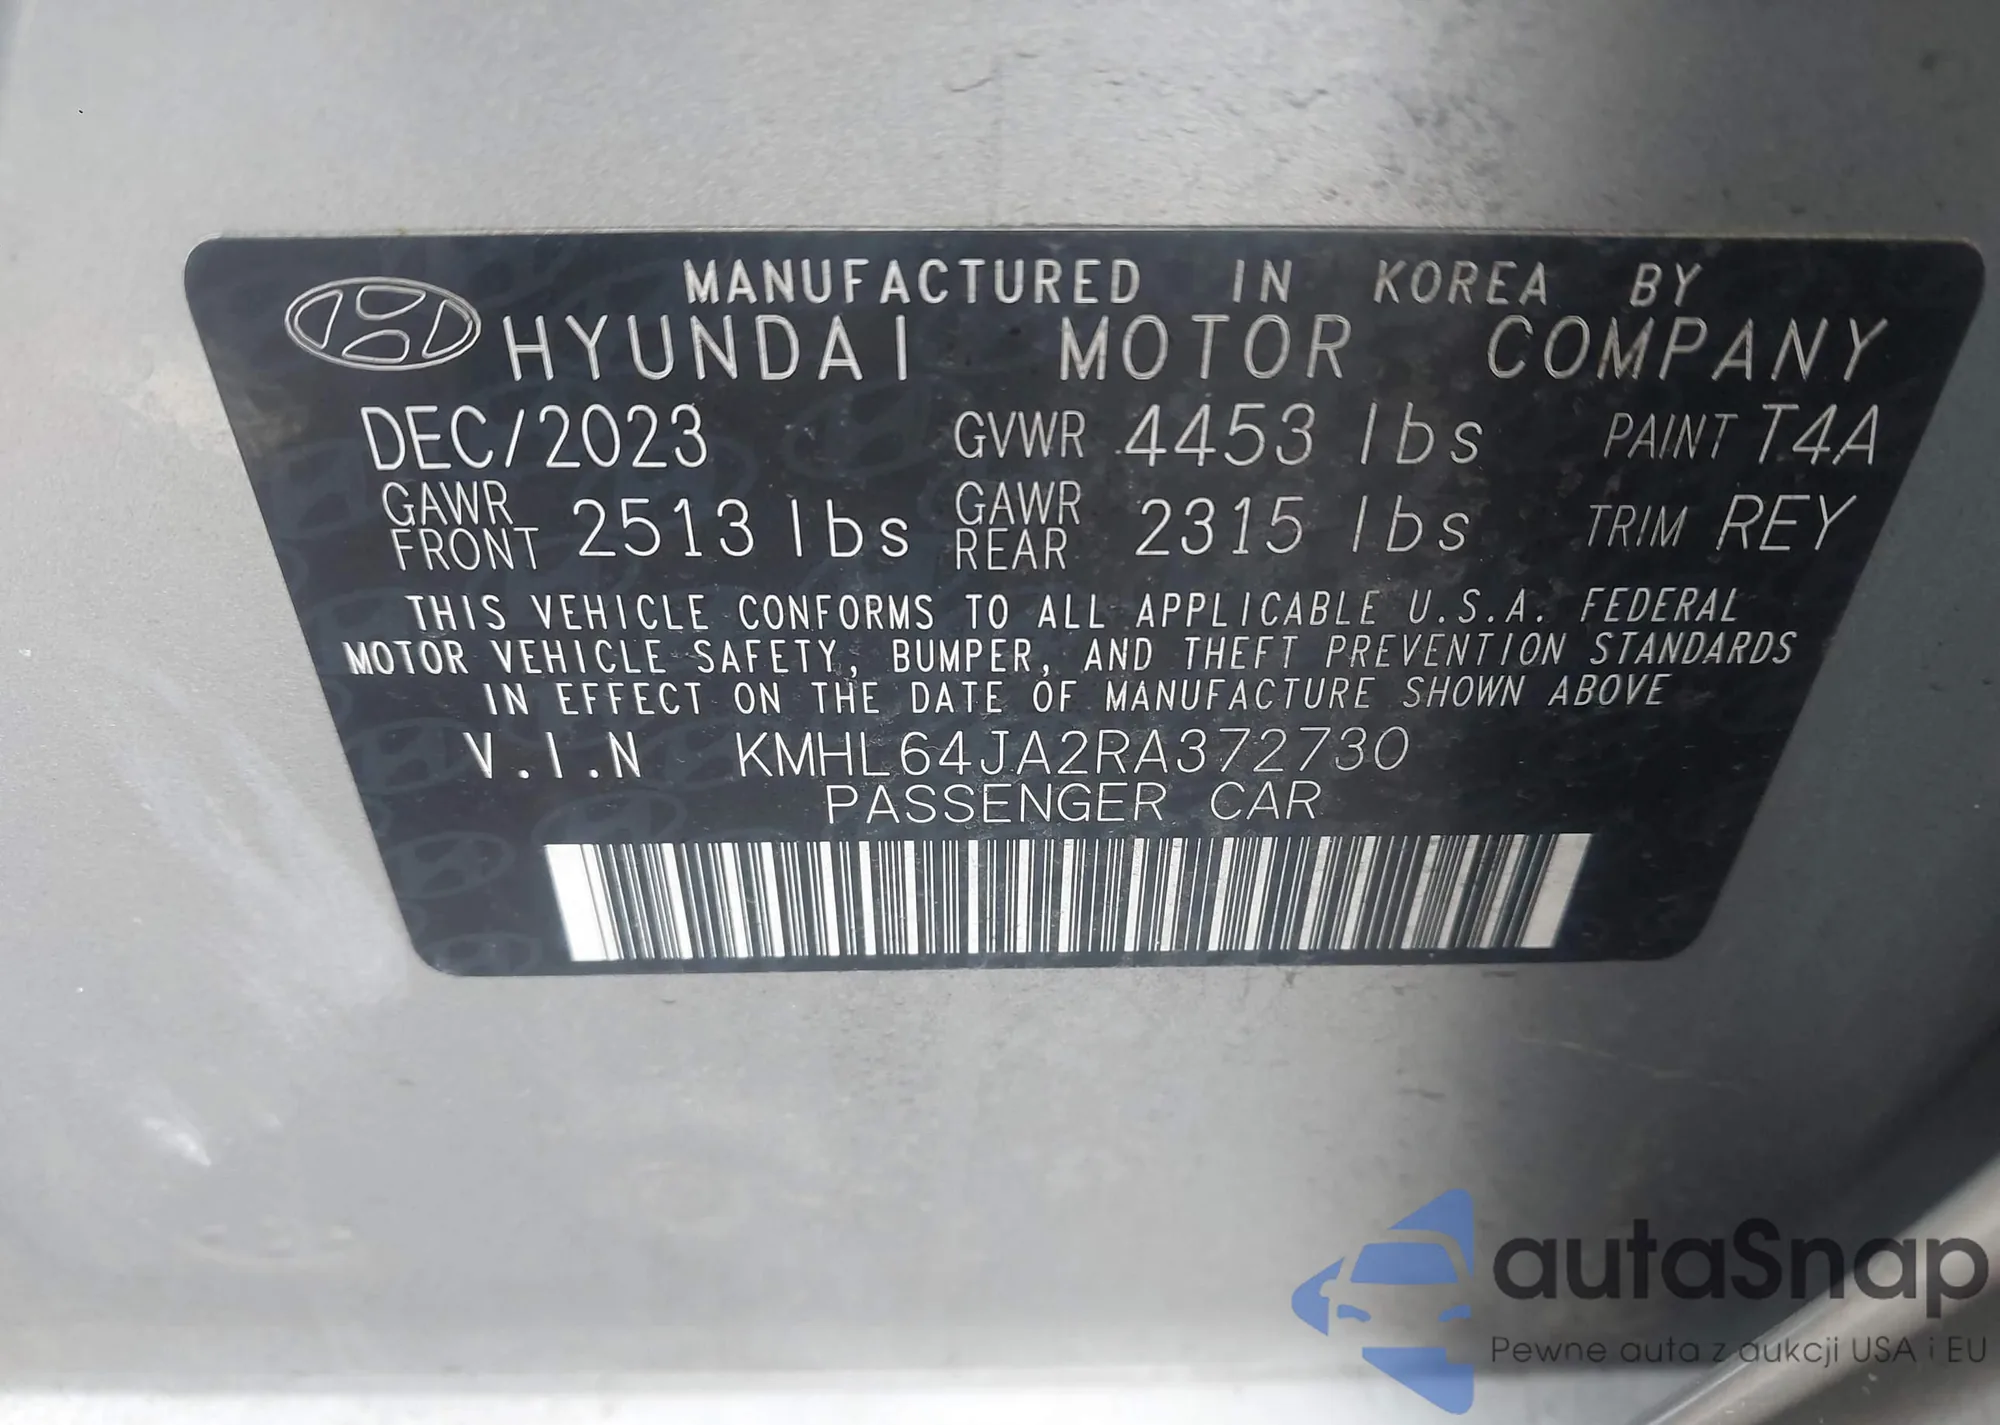 MANUFACTURED IN KOREA BY
HYUNDAI MOTOR COMPANY
DEC/2023 GVWR 4453 lbs PAINT T4A
GAWR FRONT 2513 lbs GAWR REAR 2315 lbs TRIM REY
THIS VEHICLE CONFORMS TO ALL APPLICABLE U.S.A. FEDERAL
MOTOR VEHICLE SAFETY, BUMPER, AND THEFT PREVENTION STANDARDS
IN EFFECT ON THE DATE OF MANUFACTURE SHOWN ABOVE
V.I.N KMHL64JA2RA372730
PASSENGER CAR
autaSnap
Pewne auta z aukcji USA i EU